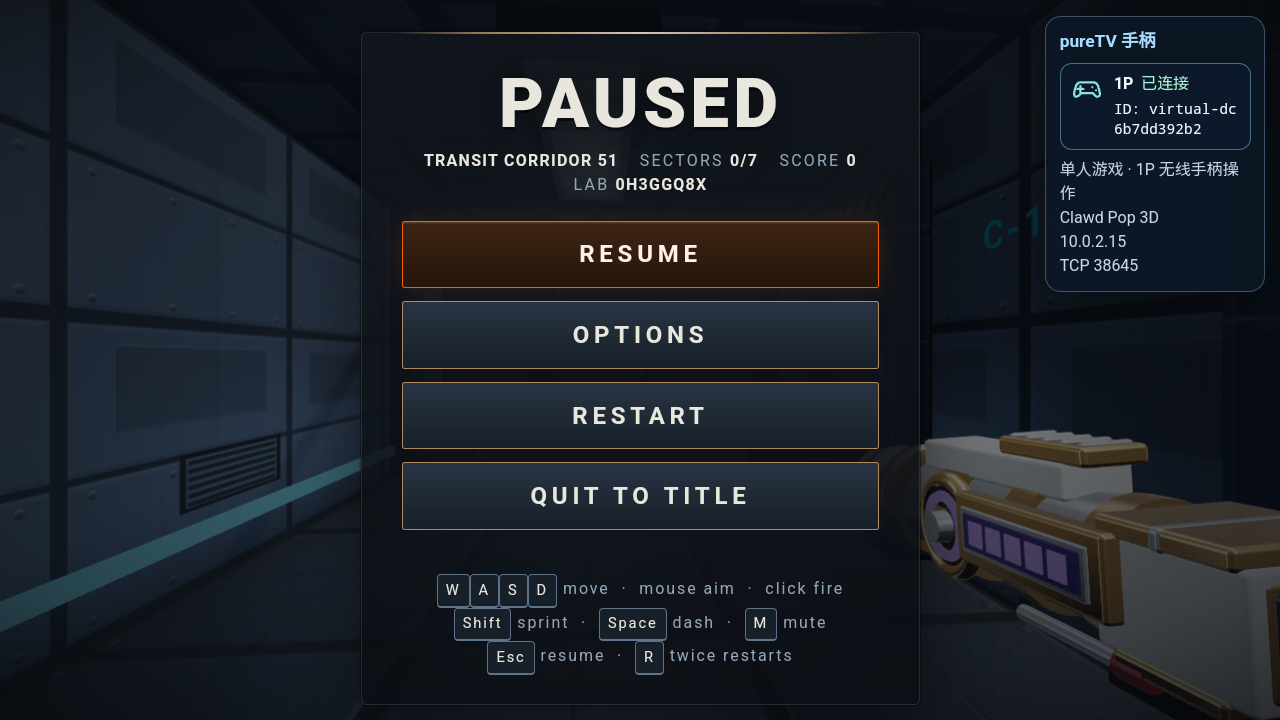 PAUSED
TRANSIT CORRIDOR 51 SECTORS 0/7 SCORE 0
LAB 0H3GGQ8X
RESUME
OPTIONS
RESTART
QUIT TO TITLE
W A S D move · mouse aim · click fire
Shift sprint · Space dash · M mute
Esc resume · R twice restarts
pureTV 手柄
1P 已连接
ID: virtual-dc
6b7dd392b2
单人游戏 · 1P 无线手柄操
作
Clawd Pop 3D
10.0.2.15
TCP 38645
C-1